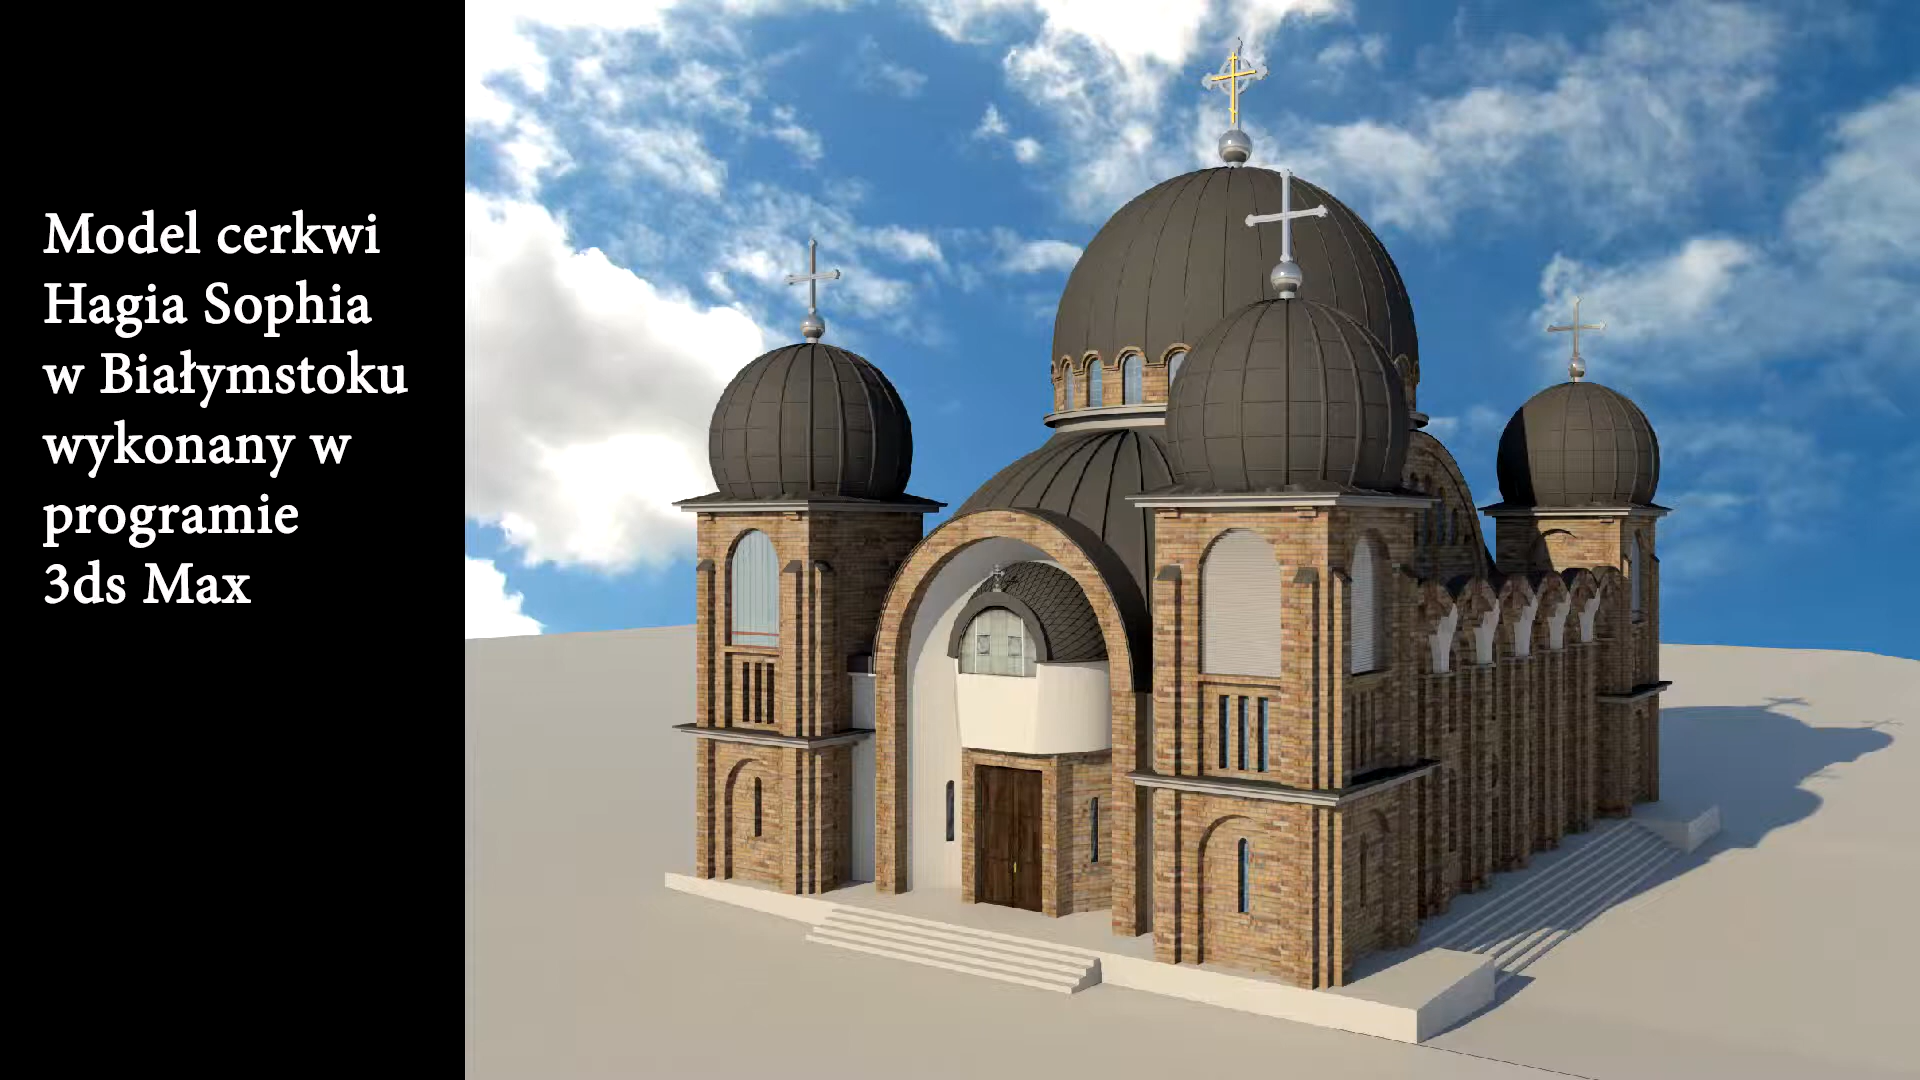 Model cerkwi
Hagia Sophia
w Białymstoku
wykonany w
programie
3ds Max